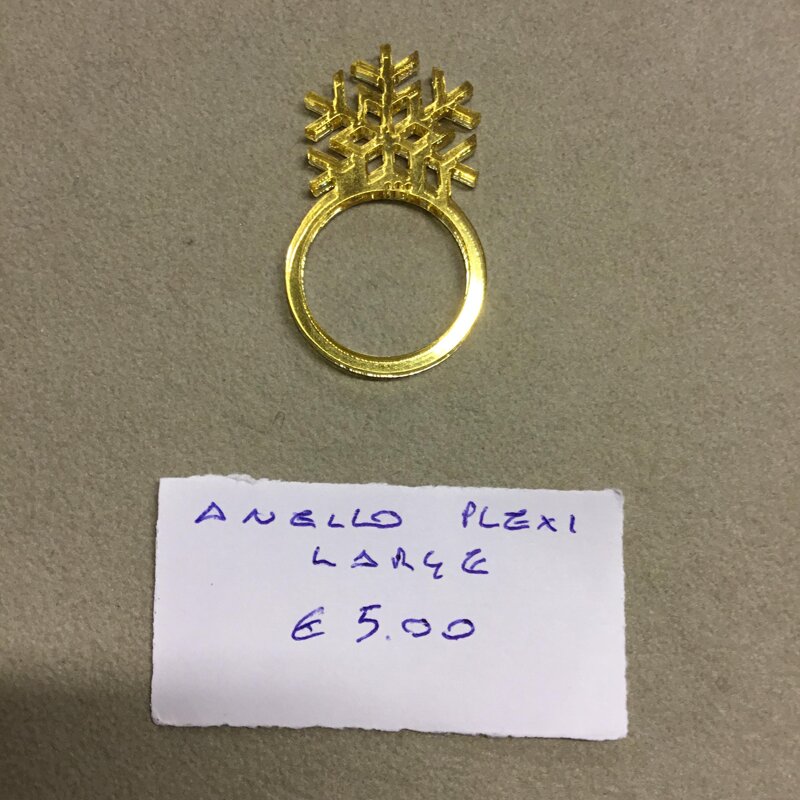 ANELLO PLEXI
LARGE
€ 5.00